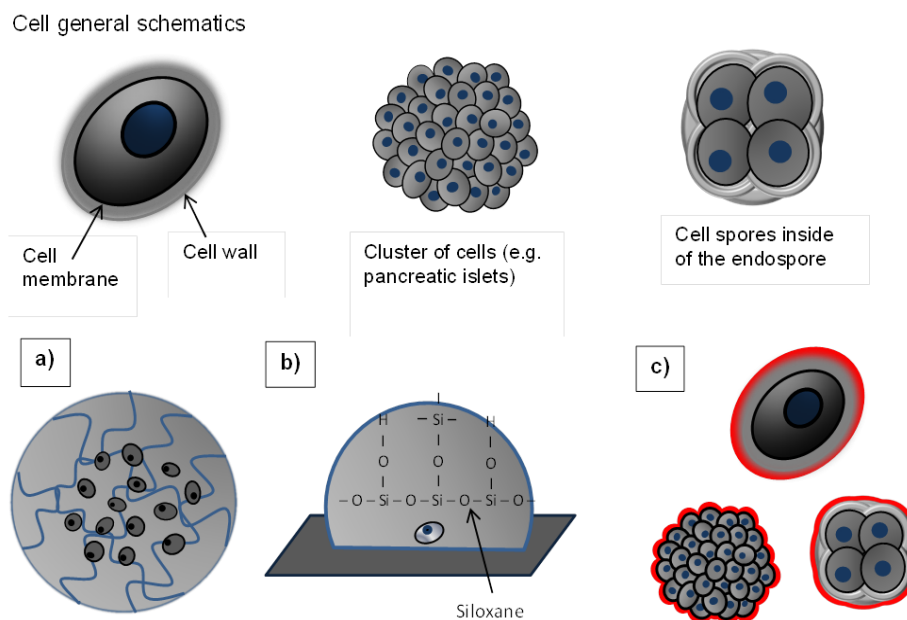 Cell general schematics
Cell
membrane
Cell wall
Cluster of cells (e.g.
pancreatic islets)
Cell spores inside
of the endospore
a)
b)
c)
H — Si — H
O O O
— O — Si — O — Si — O — Si — O —
Siloxane